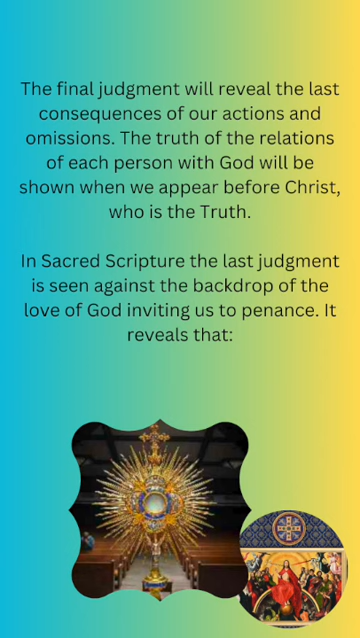 The final judgment will reveal the last
consequences of our actions and
omissions. The truth of the relations
of each person with God will be
shown when we appear before Christ,
who is the Truth.
In Sacred Scripture the last judgment
is seen against the backdrop of the
love of God inviting us to penance. It
reveals that: